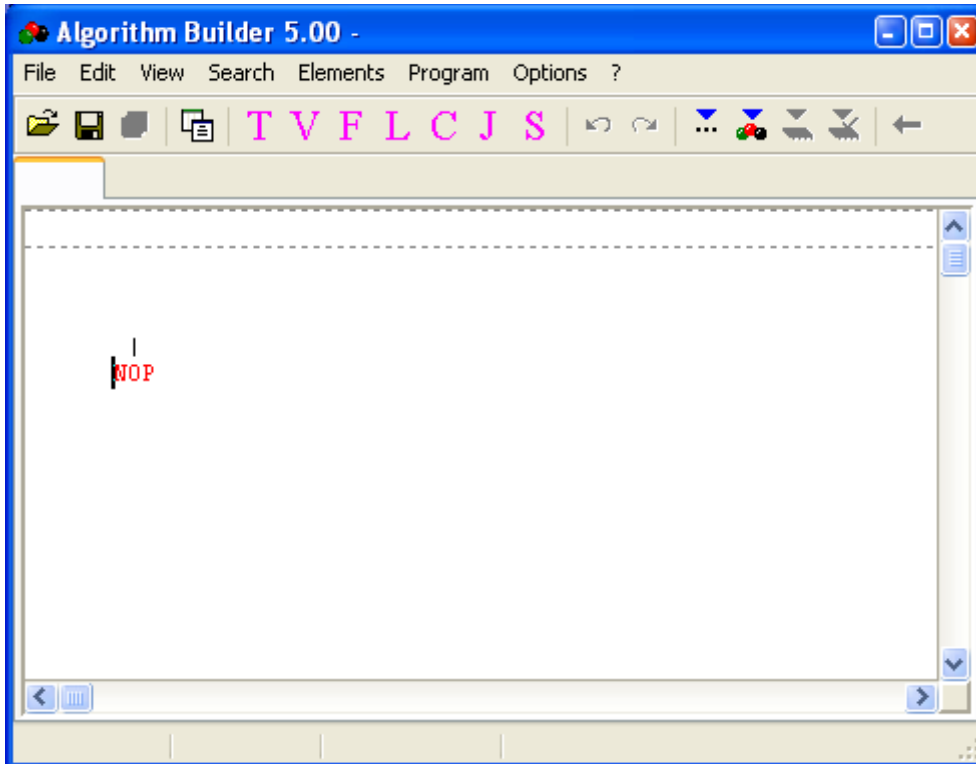 Algorithm Builder 5.00 -
File Edit View Search Elements Program Options ?
T V F L C J S
NOP